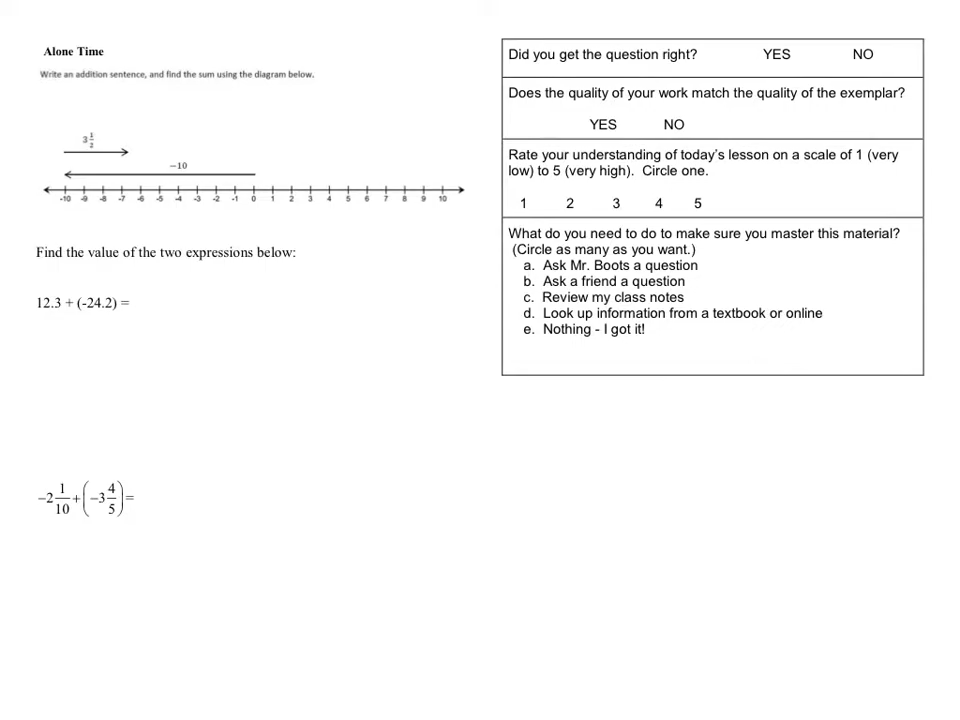 Alone Time
Write an addition sentence, and find the sum using the diagram below.
3 1/2
−10
-10 -9 -8 -7 -6 -5 -4 -3 -2 -1 0 1 2 3 4 5 6 7 8 9 10
Find the value of the two expressions below:
12.3 + (-24.2) =
−2 1/10 + (−3 4/5) =
Did you get the question right? YES NO
Does the quality of your work match the quality of the exemplar?
YES NO
Rate your understanding of today's lesson on a scale of 1 (very
low) to 5 (very high). Circle one.
1 2 3 4 5
What do you need to do to make sure you master this material?
(Circle as many as you want.)
a. Ask Mr. Boots a question
b. Ask a friend a question
c. Review my class notes
d. Look up information from a textbook or online
e. Nothing - I got it!